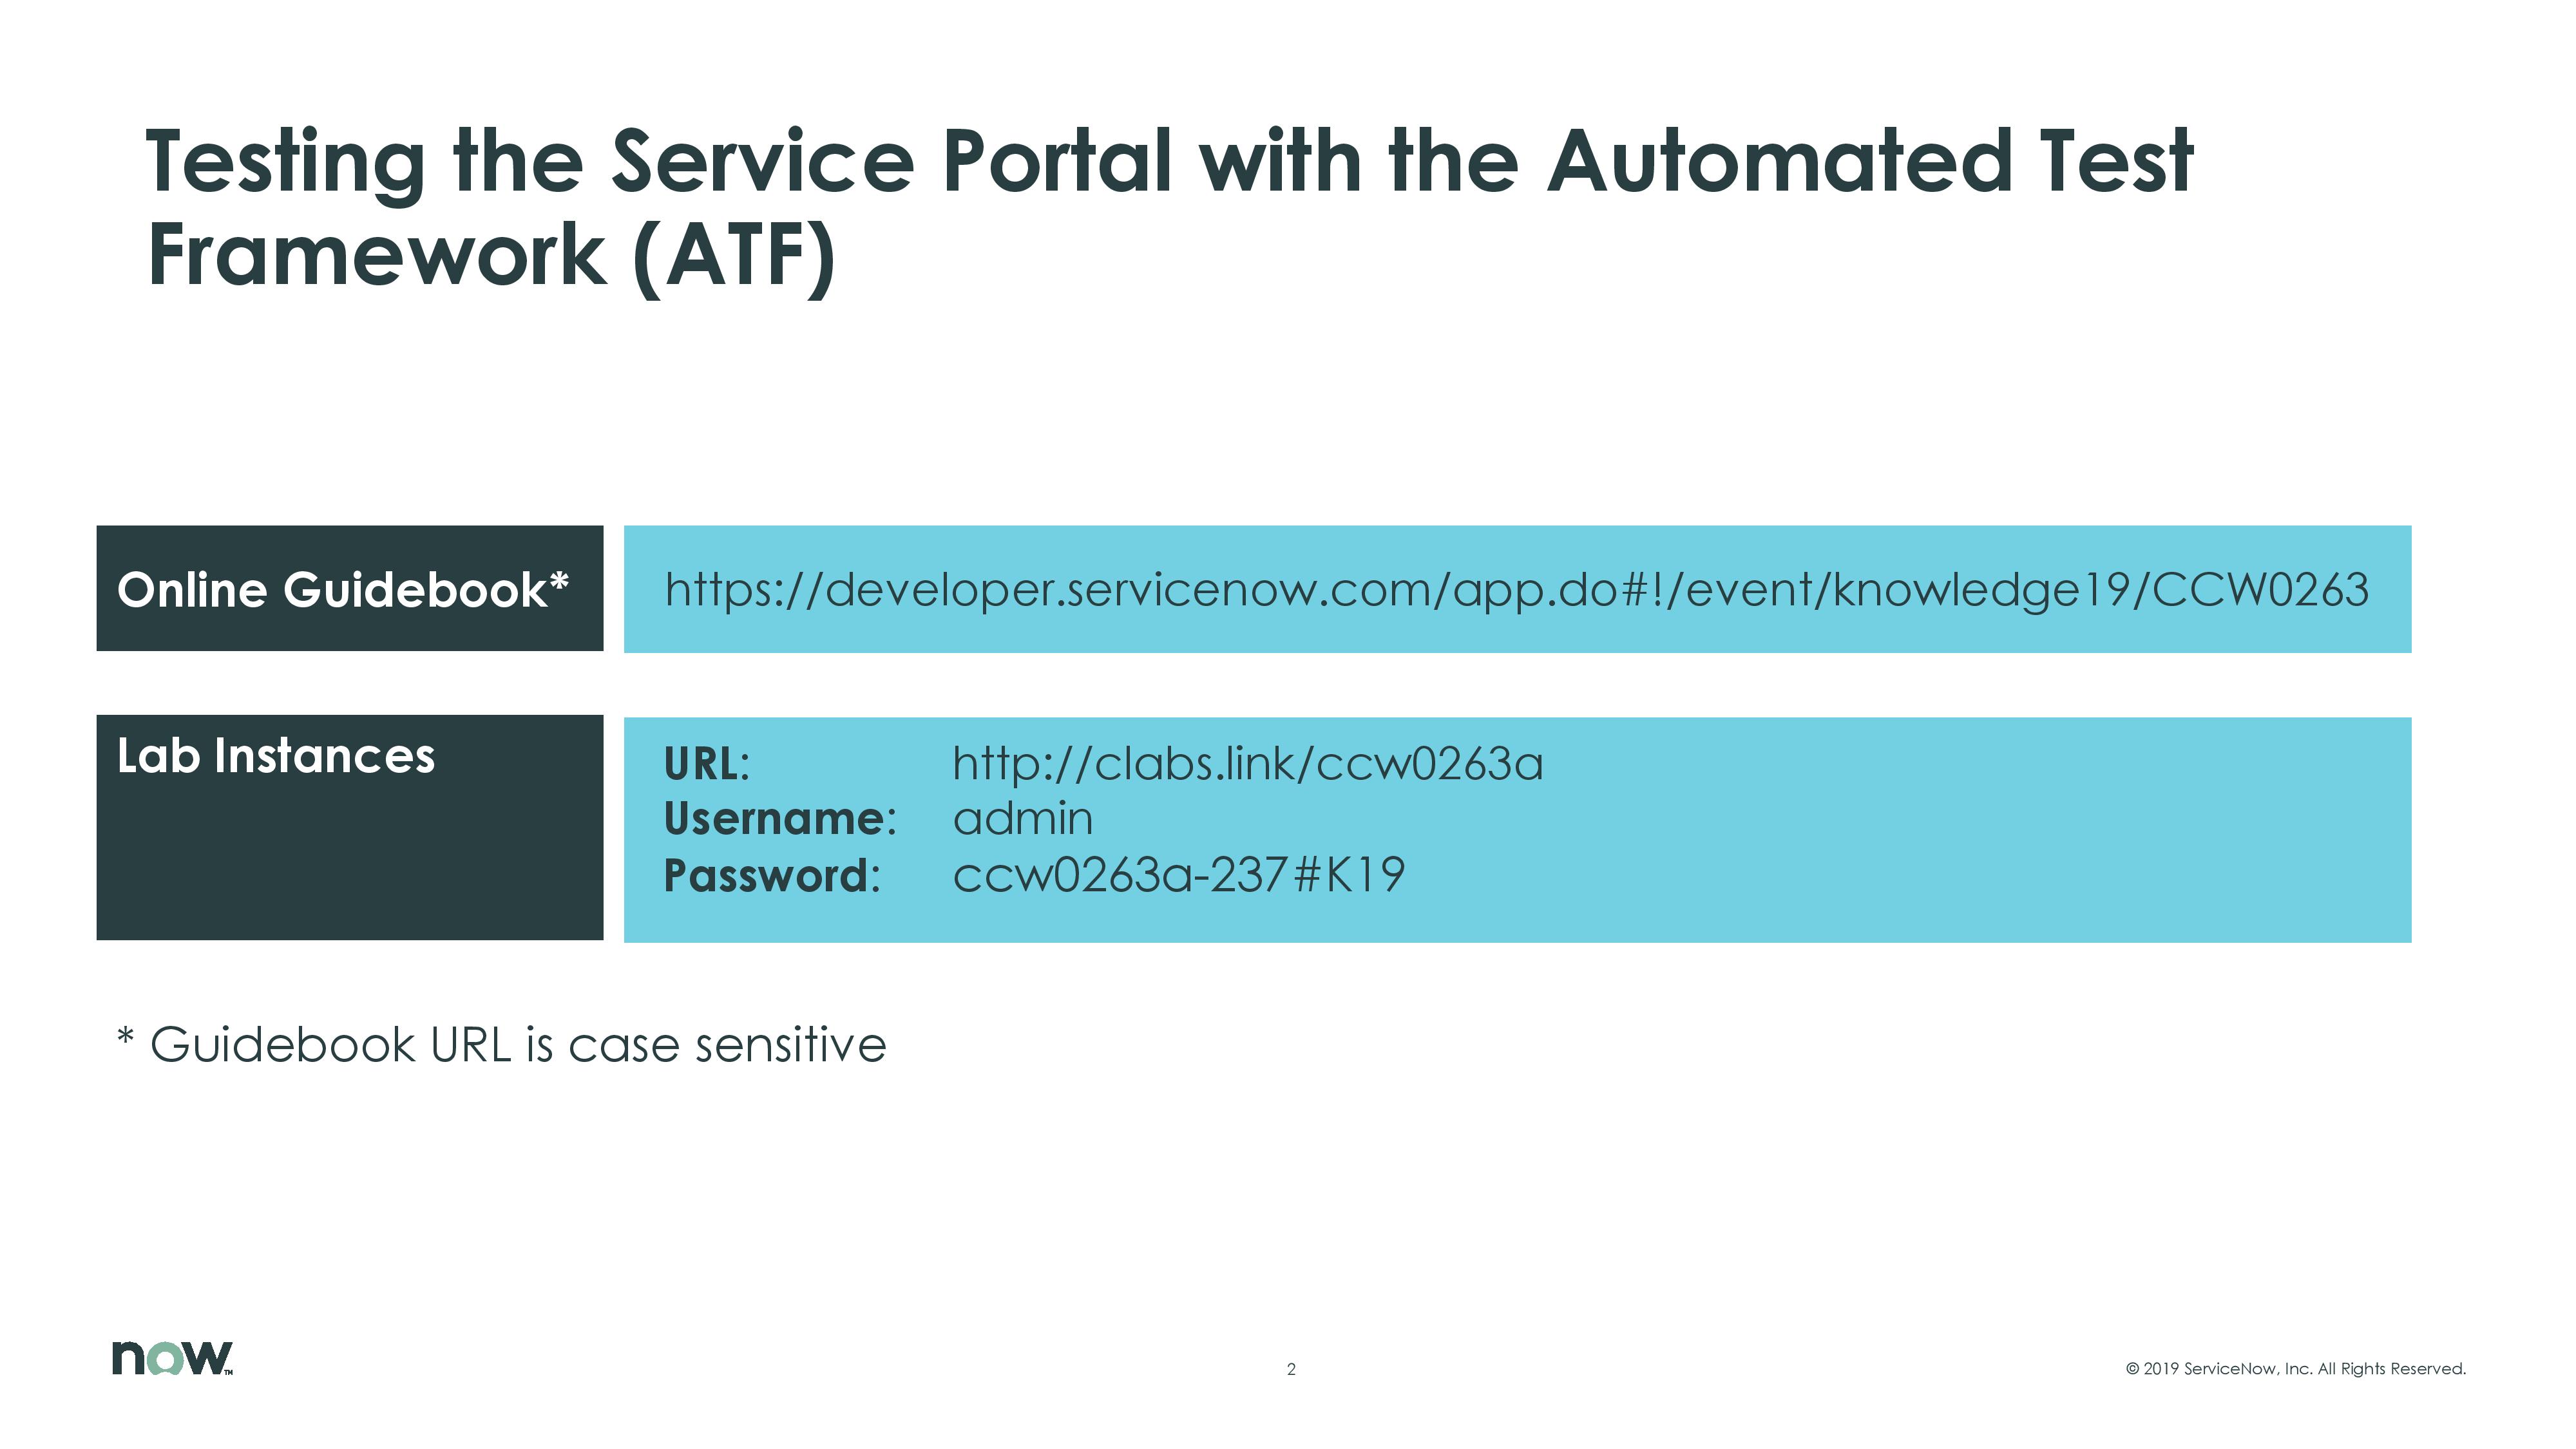 Testing the Service Portal with the Automated Test
Framework (ATF)
Online Guidebook*
https://developer.servicenow.com/app.do#!/event/knowledge19/CCW0263
Lab Instances
URL: http://clabs.link/ccw0263a
Username: admin
Password: ccw0263a-237#K19
* Guidebook URL is case sensitive
now™
2
© 2019 ServiceNow, Inc. All Rights Reserved.